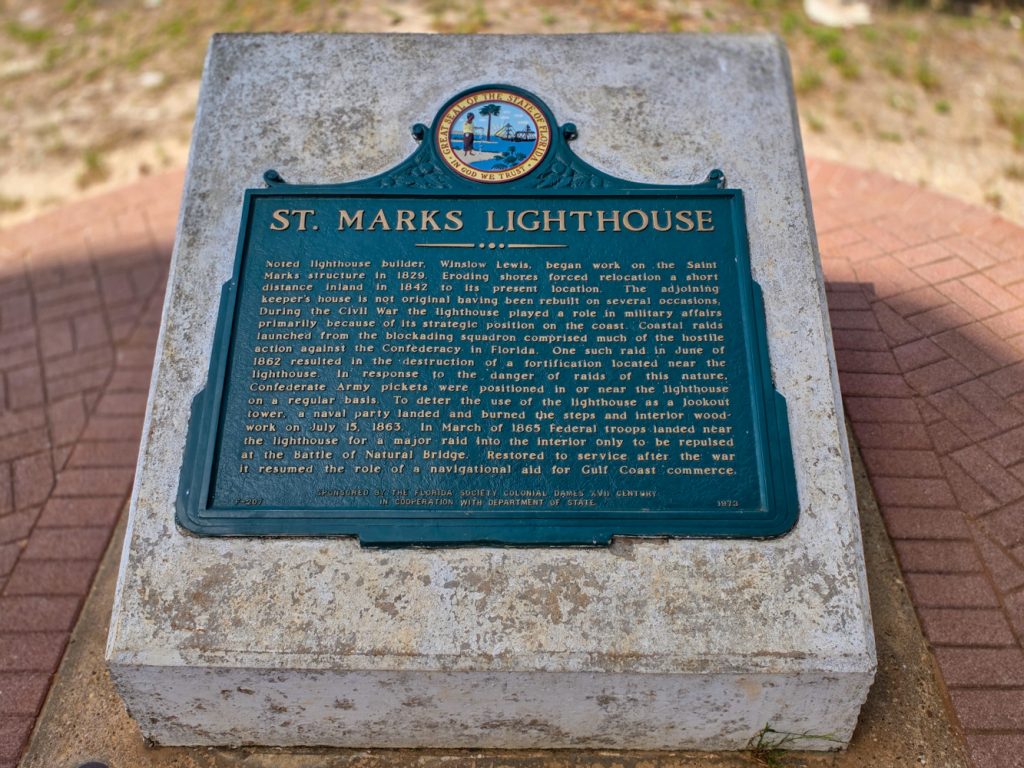 GREAT SEAL OF THE STATE OF FLORIDA
IN GOD WE TRUST
ST. MARKS LIGHTHOUSE
Noted lighthouse builder, Winslow Lewis, began work on the Saint
Marks structure in 1829. Eroding shores forced relocation a short
distance inland in 1842 to its present location. The adjoining
keeper's house is not original having been rebuilt on several occasions.
During the Civil War the lighthouse played a role in military affairs
primarily because of its strategic position on the coast. Coastal raids
launched from the blockading squadron comprised much of the hostile
action against the Confederacy in Florida. One such raid in June of
1862 resulted in the destruction of a fortification located near the
lighthouse. In response to the danger of raids of this nature,
Confederate Army pickets were positioned in or near the lighthouse
on a regular basis. To deter the use of the lighthouse as a lookout
tower, a naval party landed and burned the steps and interior wood-
work on July 15, 1863. In March of 1865 Federal troops landed near
the lighthouse for a major raid into the interior only to be repulsed
at the Battle of Natural Bridge. Restored to service after the war
it resumed the role of a navigational aid for Gulf Coast commerce.
SPONSORED BY THE FLORIDA SOCIETY COLONIAL DAMES XVII CENTURY
F-207 IN COOPERATION WITH DEPARTMENT OF STATE 1973